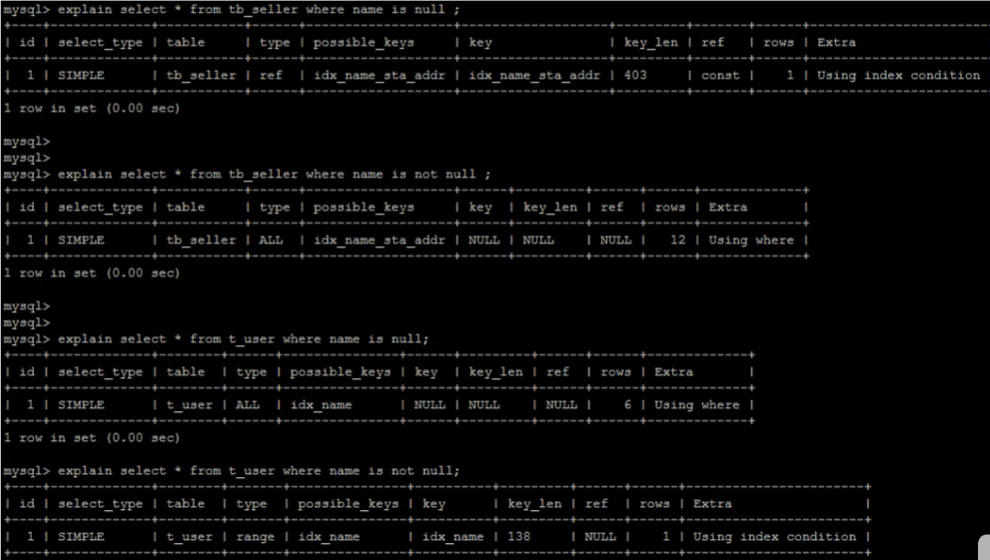 mysql> explain select * from tb_seller where name is null ;
+----+-------------+-----------+------+-------------------+-------------------+---------+-------+------+-----------------------
| id | select_type | table     | type | possible_keys     | key               | key_len | ref   | rows | Extra
+----+-------------+-----------+------+-------------------+-------------------+---------+-------+------+-----------------------
|  1 | SIMPLE      | tb_seller | ref  | idx_name_sta_addr | idx_name_sta_addr | 403     | const |    1 | Using index condition
+----+-------------+-----------+------+-------------------+-------------------+---------+-------+------+-----------------------
1 row in set (0.00 sec)
mysql>
mysql>
mysql> explain select * from tb_seller where name is not null ;
+----+-------------+-----------+------+-------------------+------+---------+------+------+-------------+
| id | select_type | table     | type | possible_keys     | key  | key_len | ref  | rows | Extra       |
+----+-------------+-----------+------+-------------------+------+---------+------+------+-------------+
|  1 | SIMPLE      | tb_seller | ALL  | idx_name_sta_addr | NULL | NULL    | NULL |   12 | Using where |
+----+-------------+-----------+------+-------------------+------+---------+------+------+-------------+
1 row in set (0.00 sec)
mysql>
mysql>
mysql> explain select * from t_user where name is null;
+----+-------------+--------+------+---------------+------+---------+------+------+-------------+
| id | select_type | table  | type | possible_keys | key  | key_len | ref  | rows | Extra       |
+----+-------------+--------+------+---------------+------+---------+------+------+-------------+
|  1 | SIMPLE      | t_user | ALL  | idx_name      | NULL | NULL    | NULL |    6 | Using where |
+----+-------------+--------+------+---------------+------+---------+------+------+-------------+
1 row in set (0.00 sec)
mysql> explain select * from t_user where name is not null;
+----+-------------+--------+-------+---------------+----------+---------+------+------+-----------------------+
| id | select_type | table  | type  | possible_keys | key      | key_len | ref  | rows | Extra                 |
+----+-------------+--------+-------+---------------+----------+---------+------+------+-----------------------+
|  1 | SIMPLE      | t_user | range | idx_name      | idx_name | 138     | NULL |    1 | Using index condition |
+----+-------------+--------+-------+---------------+----------+---------+------+------+-----------------------+